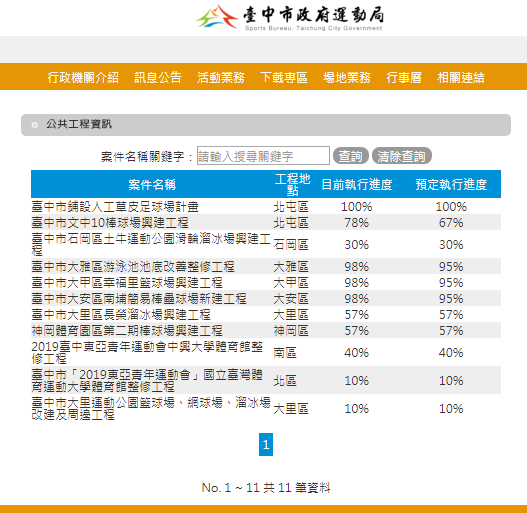 臺中市政府運動局
Sports Bureau, Taichung City Government
行政機關介紹 訊息公告 活動業務 下載專區 場地業務 行事曆 相關連結
公共工程資訊
案件名稱關鍵字： 請輸入搜尋關鍵字 查詢 清除查詢
案件名稱 工程地點 目前執行進度 預定執行進度
臺中市鋪設人工草皮足球場計畫 北屯區 100% 100%
臺中市文中10棒球場興建工程 北屯區 78% 67%
臺中市石岡區土牛運動公園滑輪溜冰場興建工
程 石岡區 30% 30%
臺中市大雅區游泳池池底改善整修工程 大雅區 98% 95%
臺中市大甲區幸福里籃球場興建工程 大甲區 98% 95%
臺中市大安區南埔簡易棒壘球場新建工程 大安區 98% 95%
臺中市大里區長榮溜冰場興建工程 大里區 57% 57%
神岡體育園區第二期棒球場興建工程 神岡區 57% 57%
2019臺中東亞青年運動會中興大學體育館整
修工程 南區 40% 40%
臺中市「2019東亞青年運動會」國立臺灣體
育運動大學體育館整修工程 北區 10% 10%
臺中市大里運動公園籃球場、網球場、溜冰場
改建及周邊工程 大里區 10% 10%
1
No. 1 ~ 11 共 11 筆資料